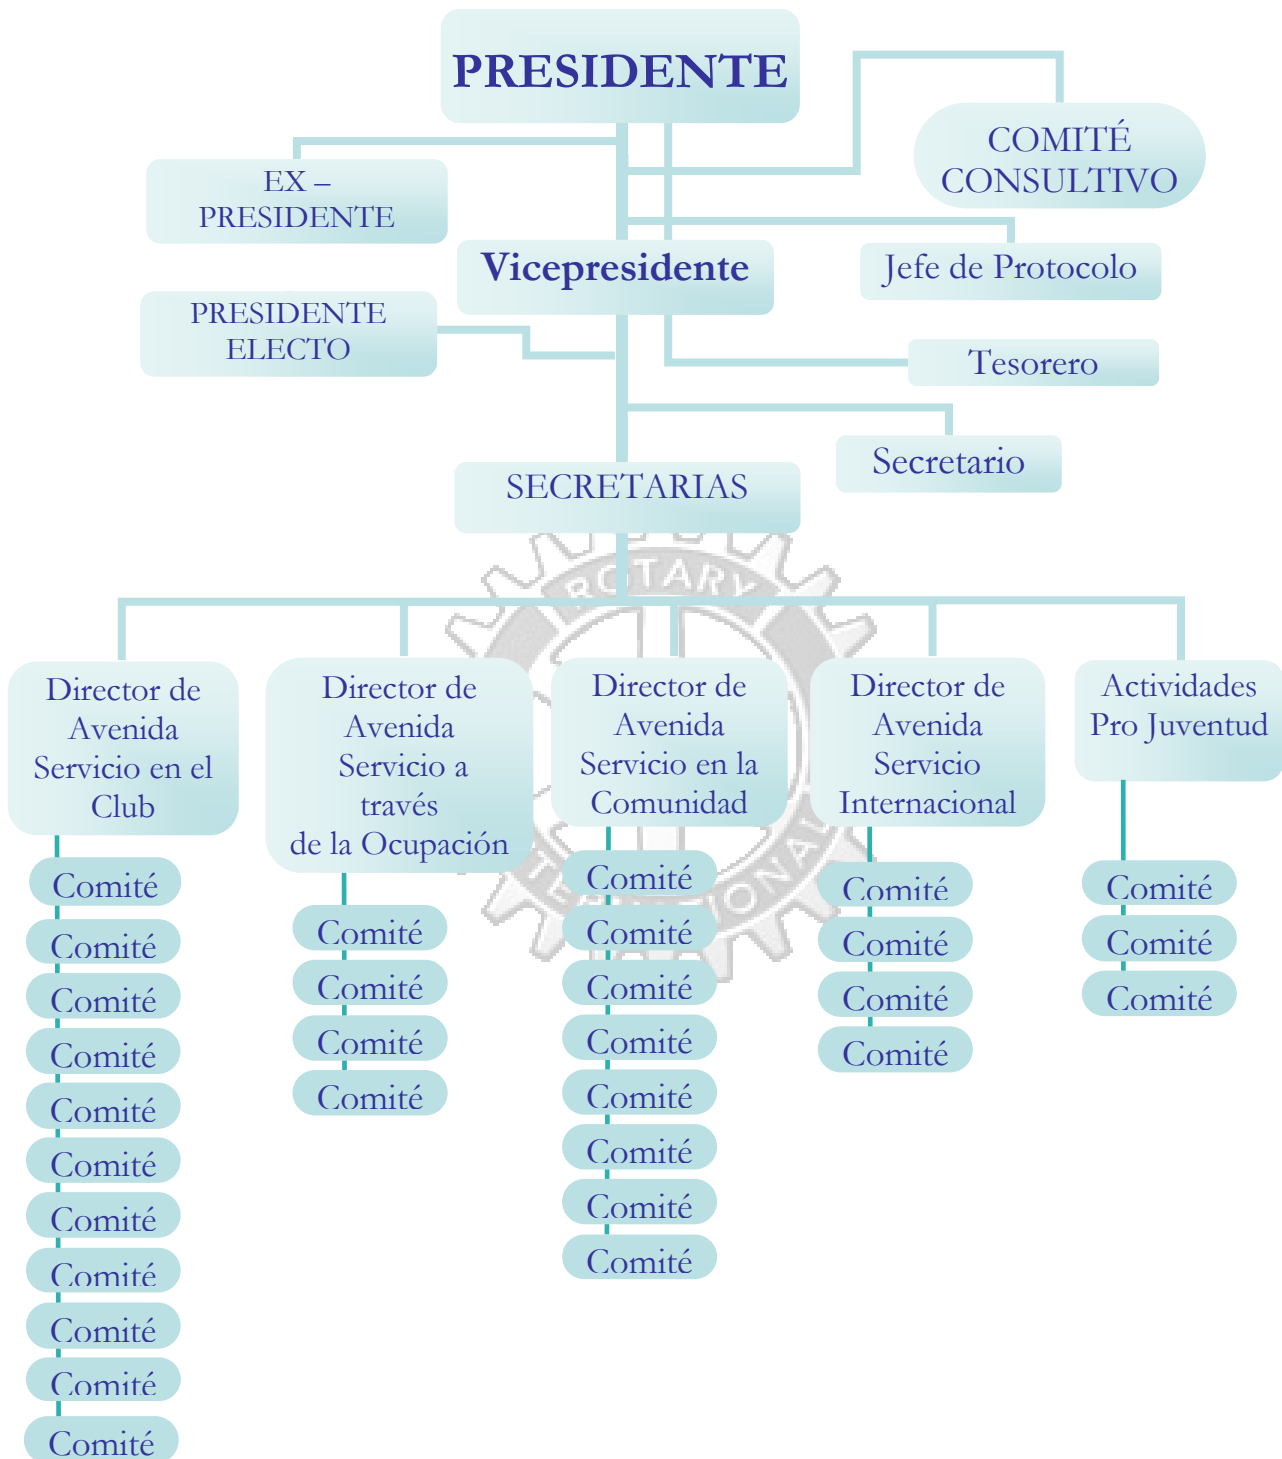 PRESIDENTE
COMITÉ
CONSULTIVO
EX –
PRESIDENTE
Vicepresidente
Jefe de Protocolo
PRESIDENTE
ELECTO
Tesorero
Secretario
SECRETARIAS
ROTARY
Director de
Avenida
Servicio en el
Club
Comité
Comité
Comité
Comité
Comité
Comité
Comité
Comité
Comité
Comité
Comité
Director de
Avenida
Servicio a
través
de la Ocupación
Comité
Comité
Comité
Comité
Director de
Avenida
Servicio en la
Comunidad
Comité
Comité
Comité
Comité
Comité
Comité
Comité
Comité
Director de
Avenida
Servicio
Internacional
Comité
Comité
Comité
Comité
Actividades
Pro Juventud
Comité
Comité
Comité